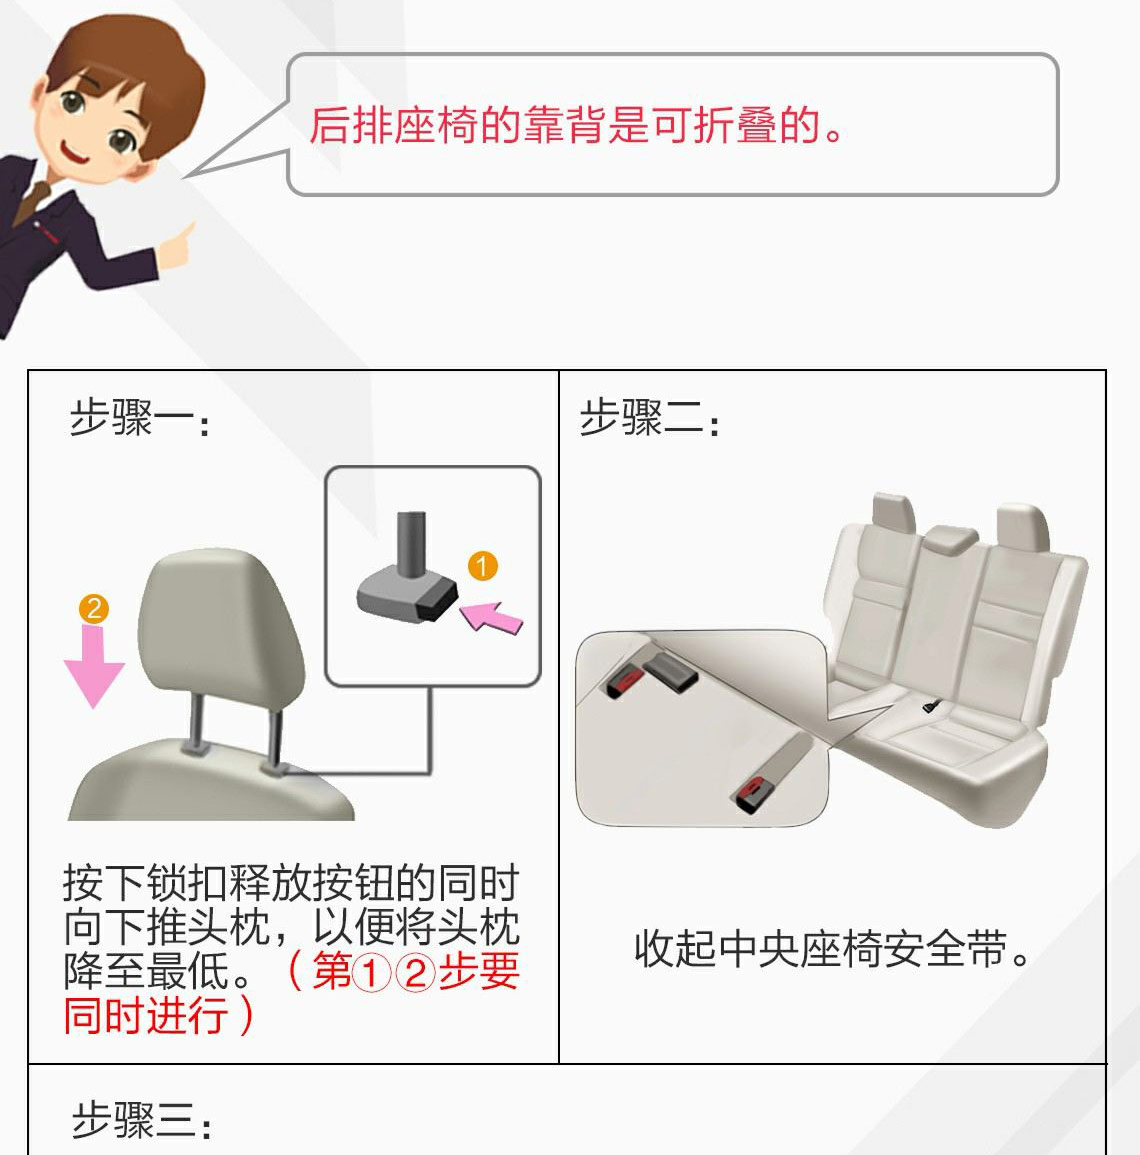 后排座椅的靠背是可折叠的。
步骤一：
①
②
按下锁扣释放按钮的同时
向下推头枕，以便将头枕
降至最低。（第①②步要
同时进行）
步骤二：
收起中央座椅安全带。
步骤三：